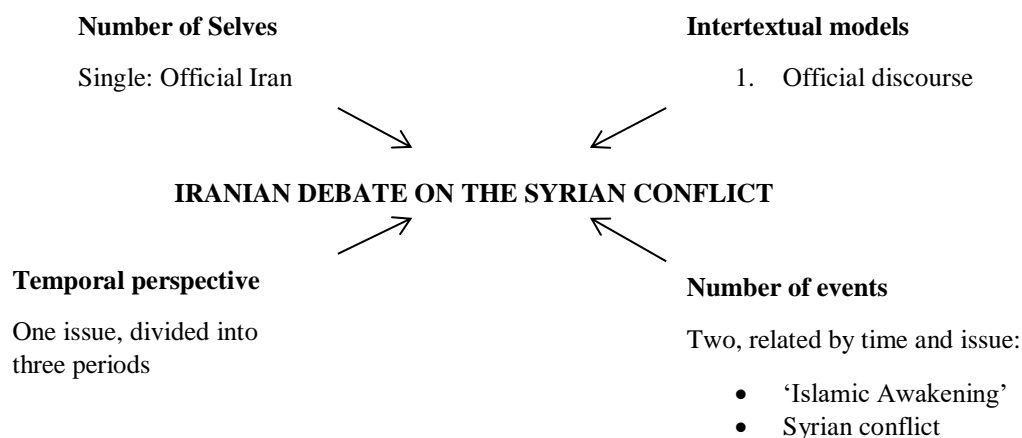 Number of Selves
Single: Official Iran
Intertextual models
1. Official discourse
IRANIAN DEBATE ON THE SYRIAN CONFLICT
Temporal perspective
One issue, divided into
three periods
Number of events
Two, related by time and issue:
• ‘Islamic Awakening’
• Syrian conflict